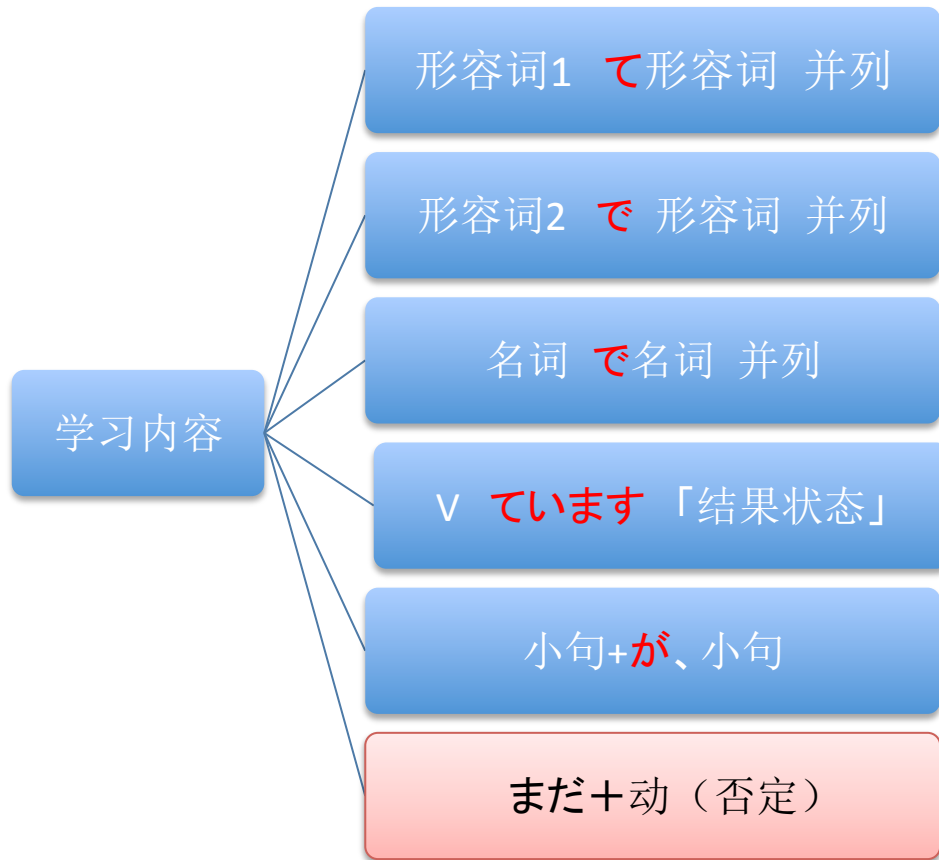 形容词1 て形容词 并列
形容词2 で 形容词 并列
名词 で名词 并列
学习内容
V ています「结果状态」
小句+が、小句
まだ＋动（否定）